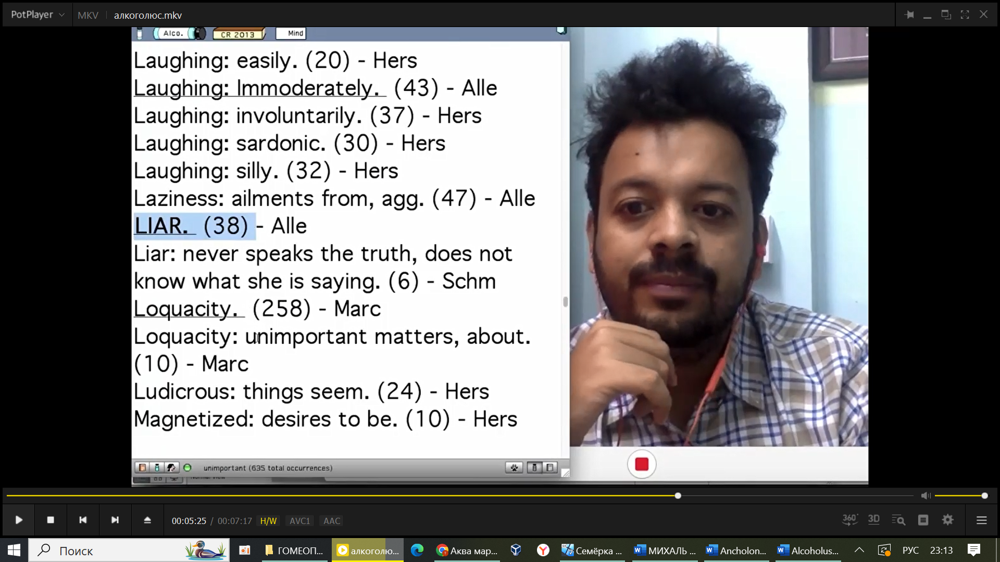 PotPlayer MKV алкоголюс.mkv
Alco. CR 2013 Mind
Laughing: easily. (20) - Hers
Laughing: Immoderately. (43) - Alle
Laughing: involuntarily. (37) - Hers
Laughing: sardonic. (30) - Hers
Laughing: silly. (32) - Hers
Laziness: ailments from, agg. (47) - Alle
LIAR. (38) - Alle
Liar: never speaks the truth, does not
know what she is saying. (6) - Schm
Loquacity. (258) - Marc
Loquacity: unimportant matters, about.
(10) - Marc
Ludicrous: things seem. (24) - Hers
Magnetized: desires to be. (10) - Hers
unimportant (635 total occurrences)
Normal View
00:05:25 / 00:07:17 H/W AVC1 AAC 360° 3D
Поиск ГОМЕОП... алкоголю... Аква мар... Семёрка ... МИХАЛЬ ... Ancholon... Alcoholus... РУС 23:13